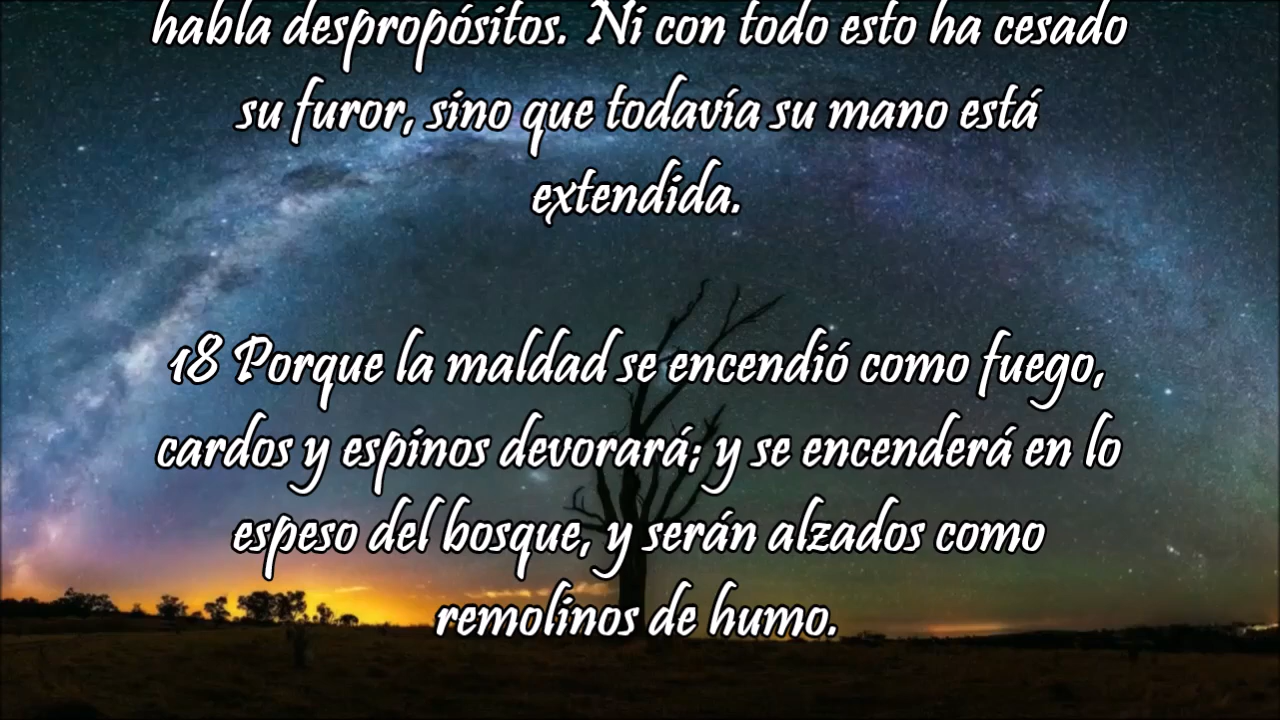 habla despropósitos. Ni con todo esto ha cesado
su furor, sino que todavía su mano está
extendida.
18 Porque la maldad se encendió como fuego,
cardos y espinos devorará; y se encenderá en lo
espeso del bosque, y serán alzados como
remolinos de humo.